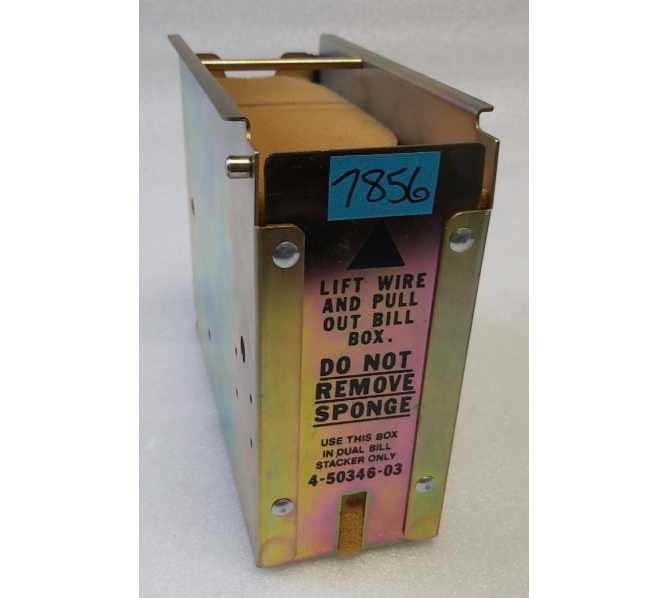 7856
LIFT WIRE
AND PULL
OUT BILL
BOX.
DO NOT
REMOVE
SPONGE
USE THIS BOX
IN DUAL BILL
STACKER ONLY
4-50346-03